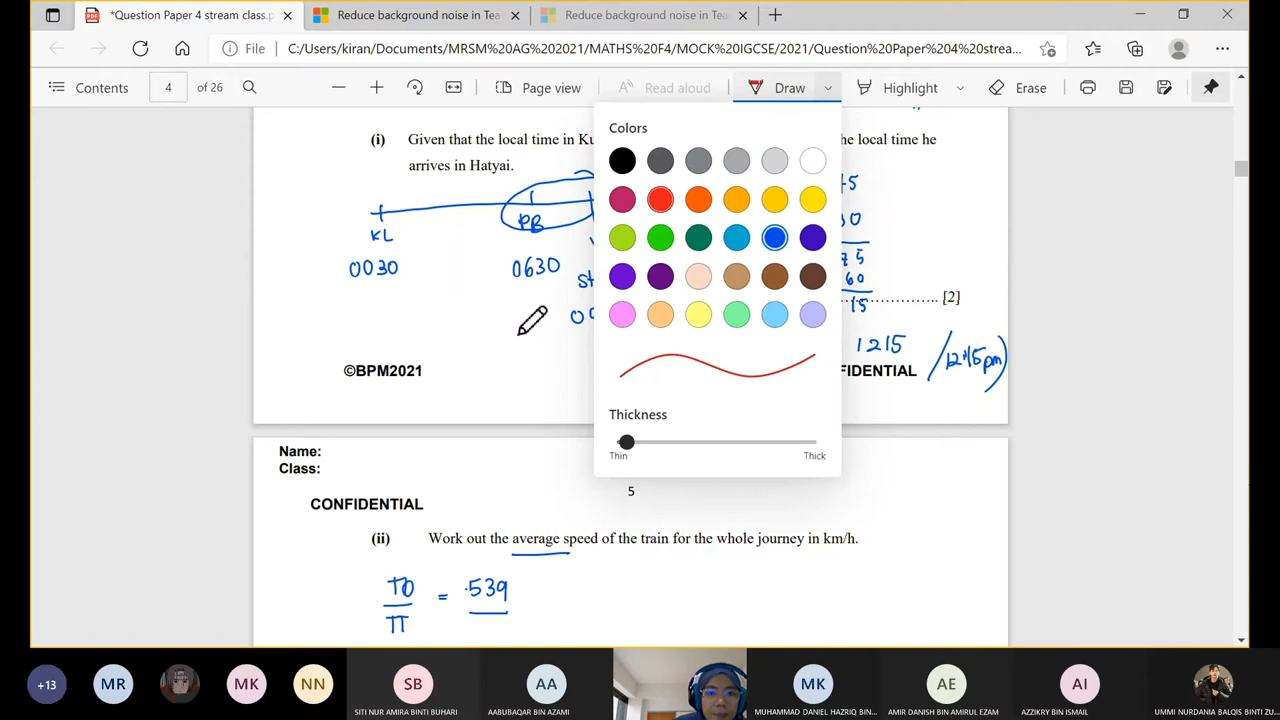 *Question Paper 4 stream class.p
Reduce background noise in Tea
Reduce background noise in Tea
File
C:/Users/kiran/Documents/MRSM%20AG%202021/MATHS%20F4/MOCK%20IGCSE/2021/Question%20Paper%204%20strea...
Contents
4
of 26
Page view
Read aloud
Draw
Highlight
Erase
Colors
(i) Given that the local time in Ku
he local time he
arrives in Hatyai.
KL
PB
0030
0630
60
15
[2]
1215
/12.15pm)
©BPM2021
FIDENTIAL
Thickness
Thin
Thick
Name:
Class:
5
CONFIDENTIAL
(ii) Work out the average speed of the train for the whole journey in km/h.
TD
= 539
TT
+13
MR
MK
NN
SB
SITI NUR AMIRA BINTI BUHARI
AA
AABUBAQAR BIN AZAMI
MK
MUHAMMAD DANIEL HAZRIQ BIN...
AE
AMIR DANISH BIN AMIRUL EZAM
AI
AZZIKRY BIN ISMAIL
UMMI NURDANIA BALQIS BINTI ZU...